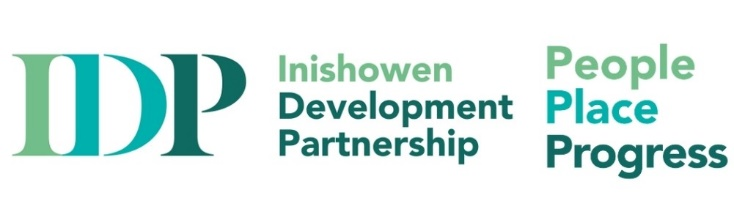 IDP
Inishowen
Development
Partnership
People
Place
Progress